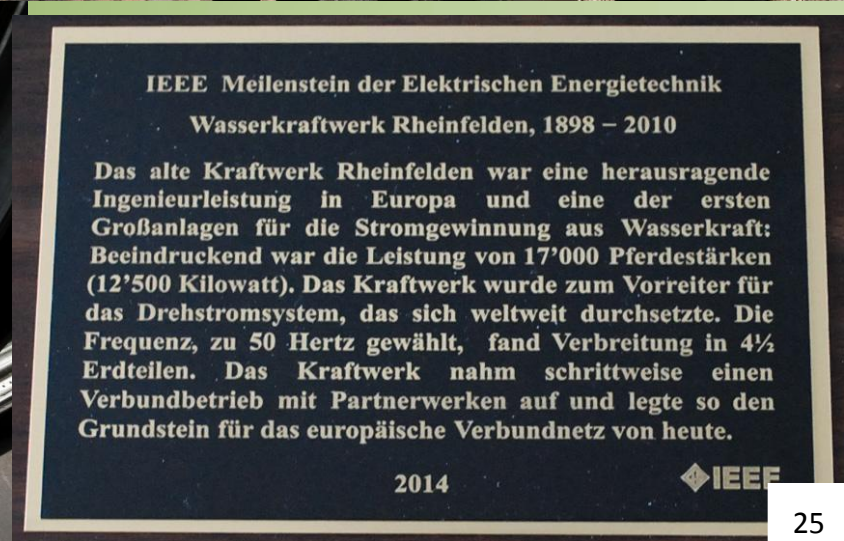 IEEE Meilenstein der Elektrischen Energietechnik
Wasserkraftwerk Rheinfelden, 1898 – 2010
Das alte Kraftwerk Rheinfelden war eine herausragende
Ingenieurleistung in Europa und eine der ersten
Großanlagen für die Stromgewinnung aus Wasserkraft:
Beeindruckend war die Leistung von 17'000 Pferdestärken
(12'500 Kilowatt). Das Kraftwerk wurde zum Vorreiter für
das Drehstromsystem, das sich weltweit durchsetzte. Die
Frequenz, zu 50 Hertz gewählt, fand Verbreitung in 4½
Erdteilen. Das Kraftwerk nahm schrittweise einen
Verbundbetrieb mit Partnerwerken auf und legte so den
Grundstein für das europäische Verbundnetz von heute.
2014
IEEE
25